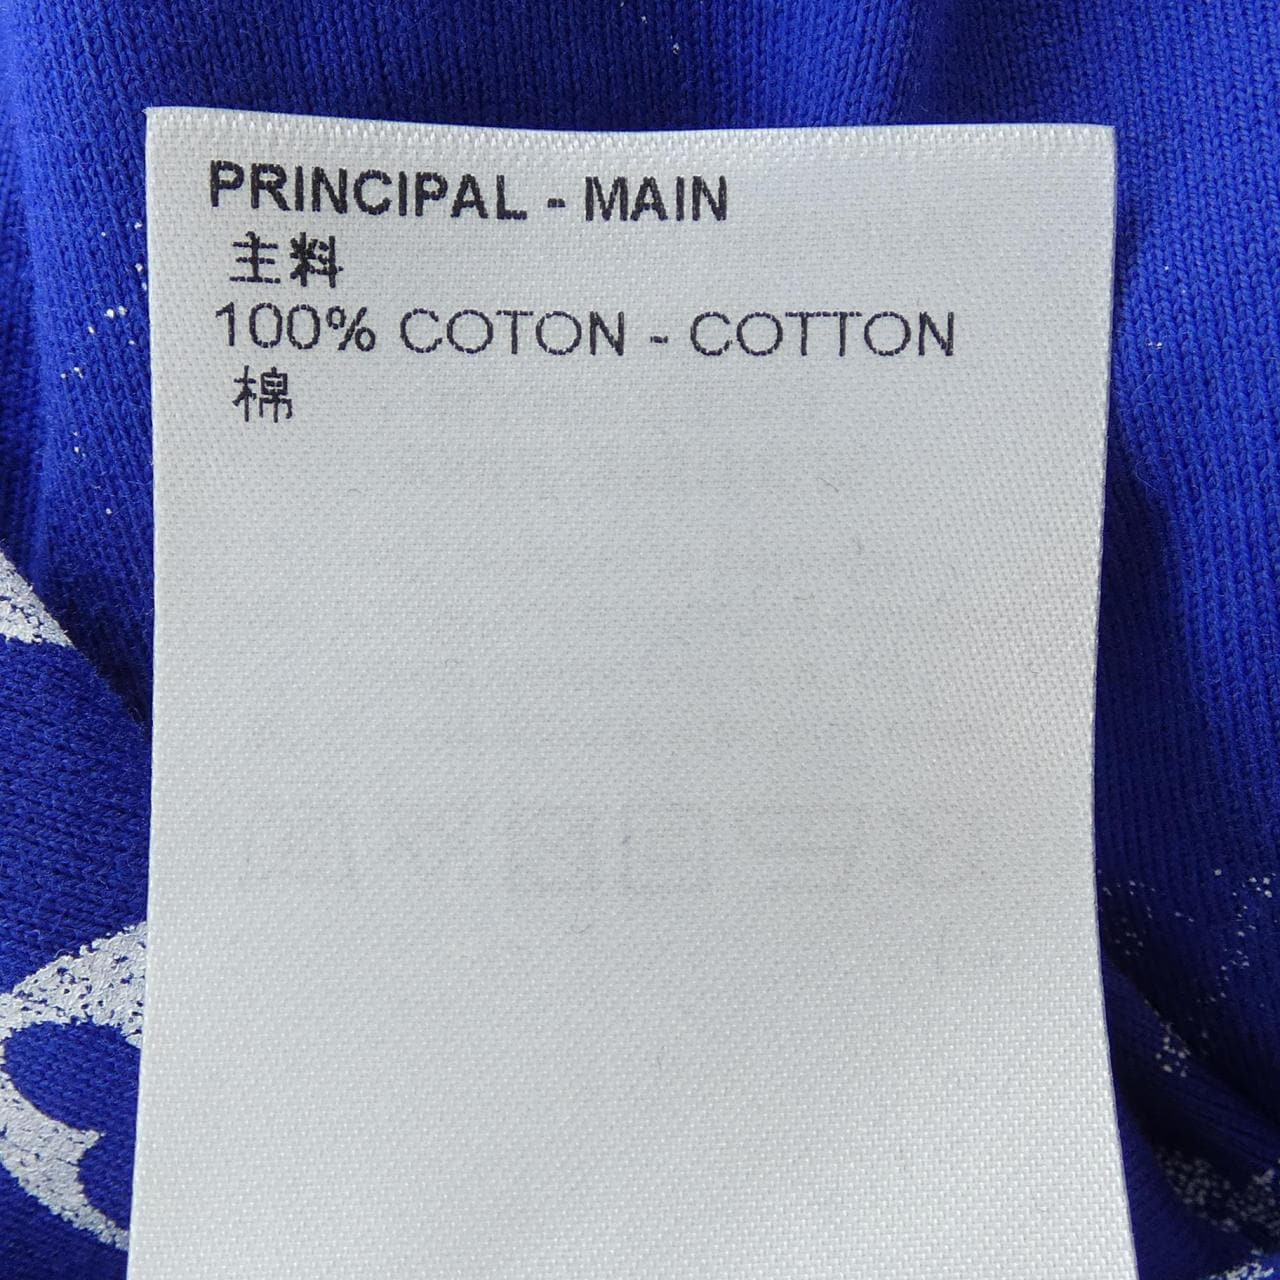 PRINCIPAL - MAIN
主料
100% COTON - COTTON
棉